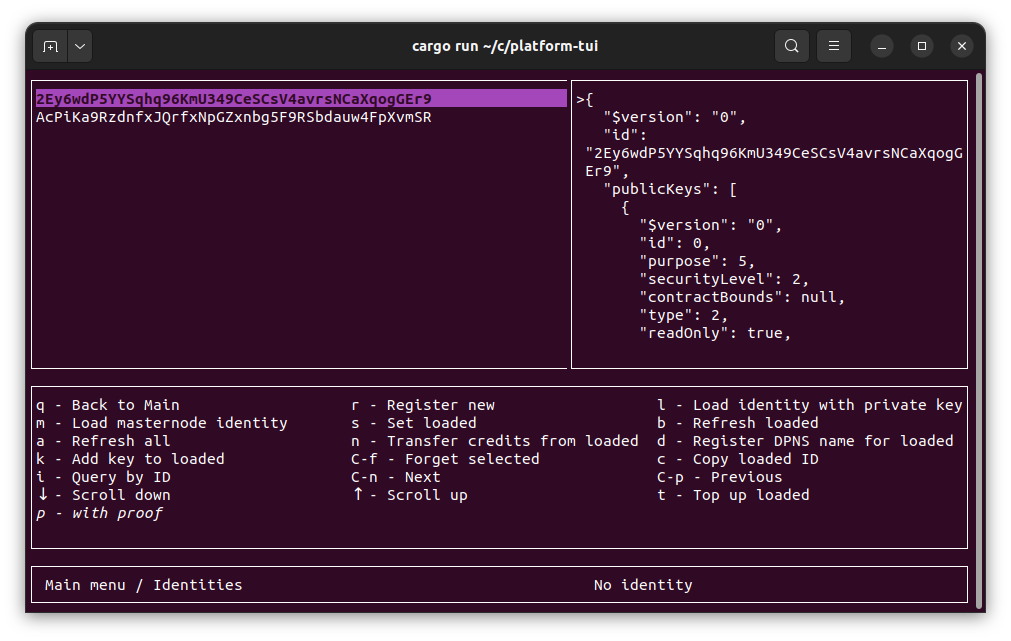 cargo run ~/c/platform-tui
2Ey6wdP5YYSqhq96KmU349CeSCsV4avrsNCaXqogGEr9
AcPiKa9RzdnfxJQrfxNpGZxnbg5F9RSbdauw4FpXvmSR
>{
"$version": "0",
"id":
"2Ey6wdP5YYSqhq96KmU349CeSCsV4avrsNCaXqogG
Er9",
"publicKeys": [
{
"$version": "0",
"id": 0,
"purpose": 5,
"securityLevel": 2,
"contractBounds": null,
"type": 2,
"readOnly": true,
q - Back to Main r - Register new l - Load identity with private key
m - Load masternode identity s - Set loaded b - Refresh loaded
a - Refresh all n - Transfer credits from loaded d - Register DPNS name for loaded
k - Add key to loaded C-f - Forget selected c - Copy loaded ID
i - Query by ID C-n - Next C-p - Previous
↓ - Scroll down ↑ - Scroll up t - Top up loaded
p - with proof
Main menu / Identities No identity